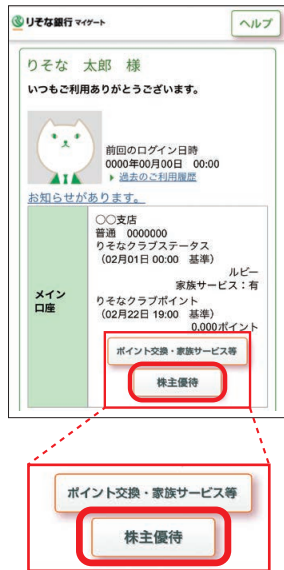 りそな銀行 マイゲート
ヘルプ
りそな 太郎 様
いつもご利用ありがとうございます。
前回のログイン日時
0000年00月00日 00:00
過去のご利用履歴
お知らせがあります。
メイン
口座
○○支店
普通 0000000
りそなクラブステータス
(02月01日 00:00 基準)
ルビー
家族サービス:有
りそなクラブポイント
(02月22日 19:00 基準)
0,000ポイント
ポイント交換・家族サービス等
株主優待
ポイント交換・家族サービス等
株主優待